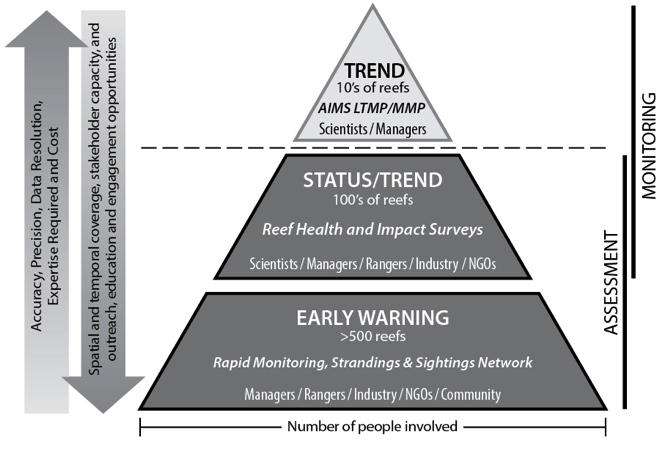 Accuracy, Precision, Data Resolution,
Expertise Required and Cost
Spatial and temporal coverage, stakeholder capacity, and
outreach, education and engagement opportunities
TREND
10's of reefs
AIMS LTMP/MMP
Scientists / Managers
STATUS/TREND
100's of reefs
Reef Health and Impact Surveys
Scientists / Managers / Rangers / Industry / NGOs
EARLY WARNING
>500 reefs
Rapid Monitoring, Strandings & Sightings Network
Managers / Rangers / Industry / NGOs / Community
Number of people involved
ASSESSMENT
MONITORING